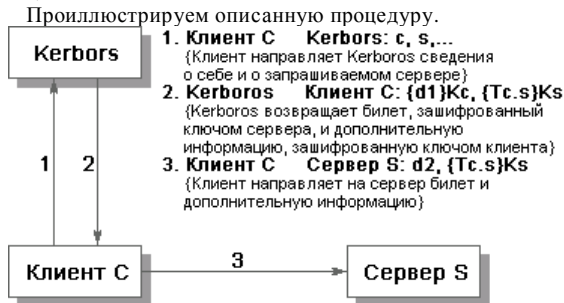 Проиллюстрируем описанную процедуру.
Kerbors
1. Клиент С Kerbors: c, s,...
{Клиент направляет Kerboros сведения
о себе и о запрашиваемом сервере}
2. Kerboros Клиент С: {d1}Kc, {Tc.s}Ks
{Kerboros возвращает билет, зашифрованный
ключом сервера, и дополнительную
информацию, зашифрованную ключом клиента}
3. Клиент С Сервер S: d2, {Tc.s}Ks
{Клиент направляет на сервер билет и
дополнительную информацию}
1 2
Клиент С
3
Сервер S